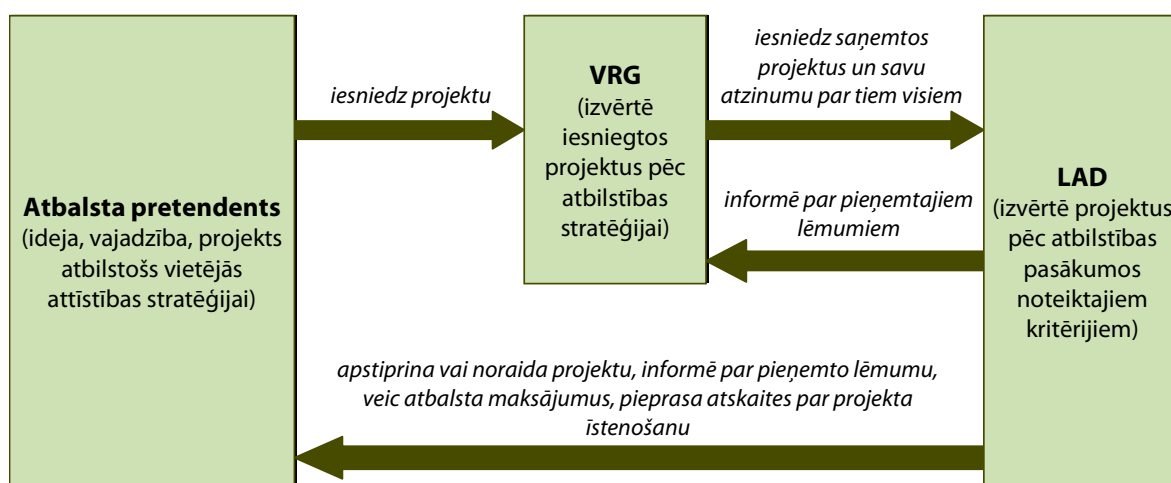 Atbalsta pretendents
(ideja, vajadzība, projekts
atbilstošs vietējās
attīstības stratēģijai)
iesniedz projektu
VRG
(izvērtē
iesniegtos
projektus pēc
atbilstības
stratēģijai)
iesniedz saņemtos
projektus un savu
atzinumu par tiem visiem
informē par pieņemtajiem
lēmumiem
LAD
(izvērtē projektus
pēc atbilstības
pasākumos
noteiktajiem
kritērijiem)
apstiprina vai noraida projektu, informē par pieņemto lēmumu,
veic atbalsta maksājumus, pieprasa atskaites par projekta
īstenošanu